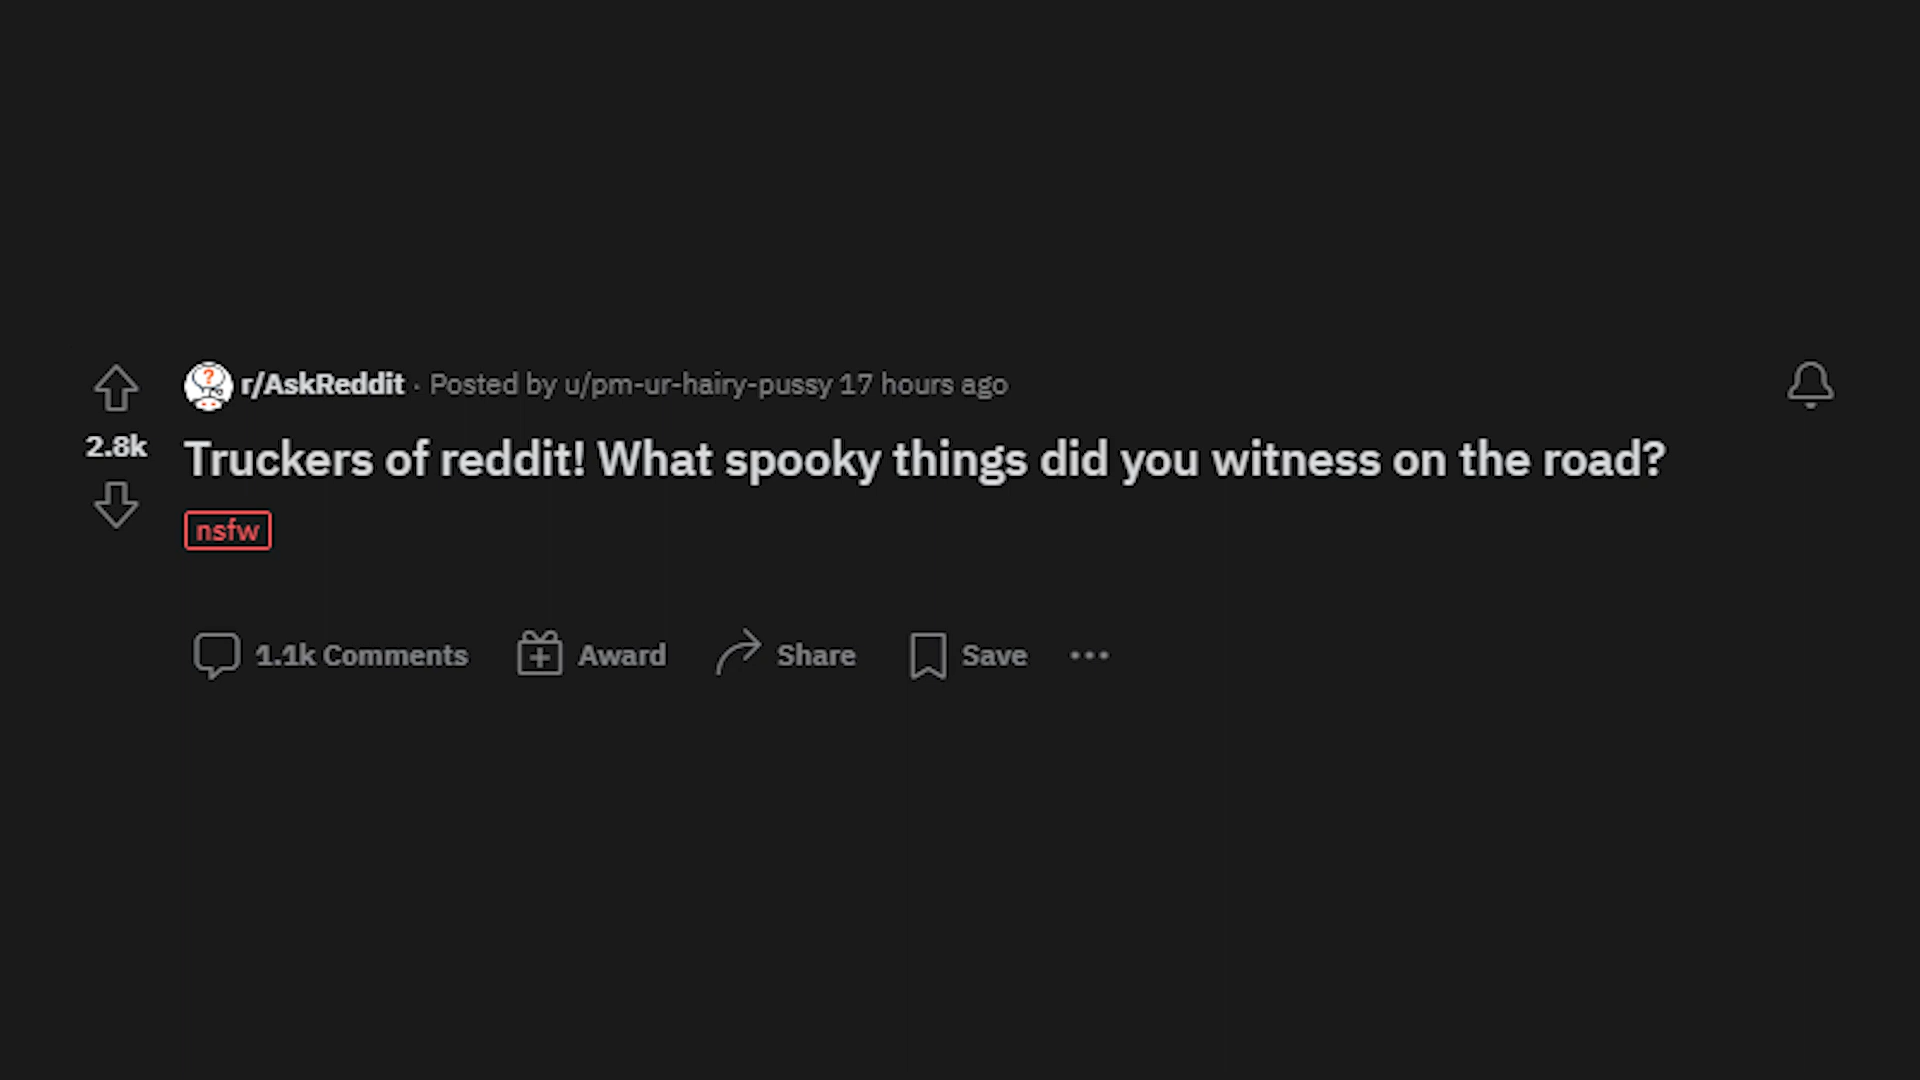 r/AskReddit · Posted by u/pm-ur-hairy-pussy 17 hours ago
2.8k
Truckers of reddit! What spooky things did you witness on the road?
nsfw
1.1k Comments Award Share Save ...